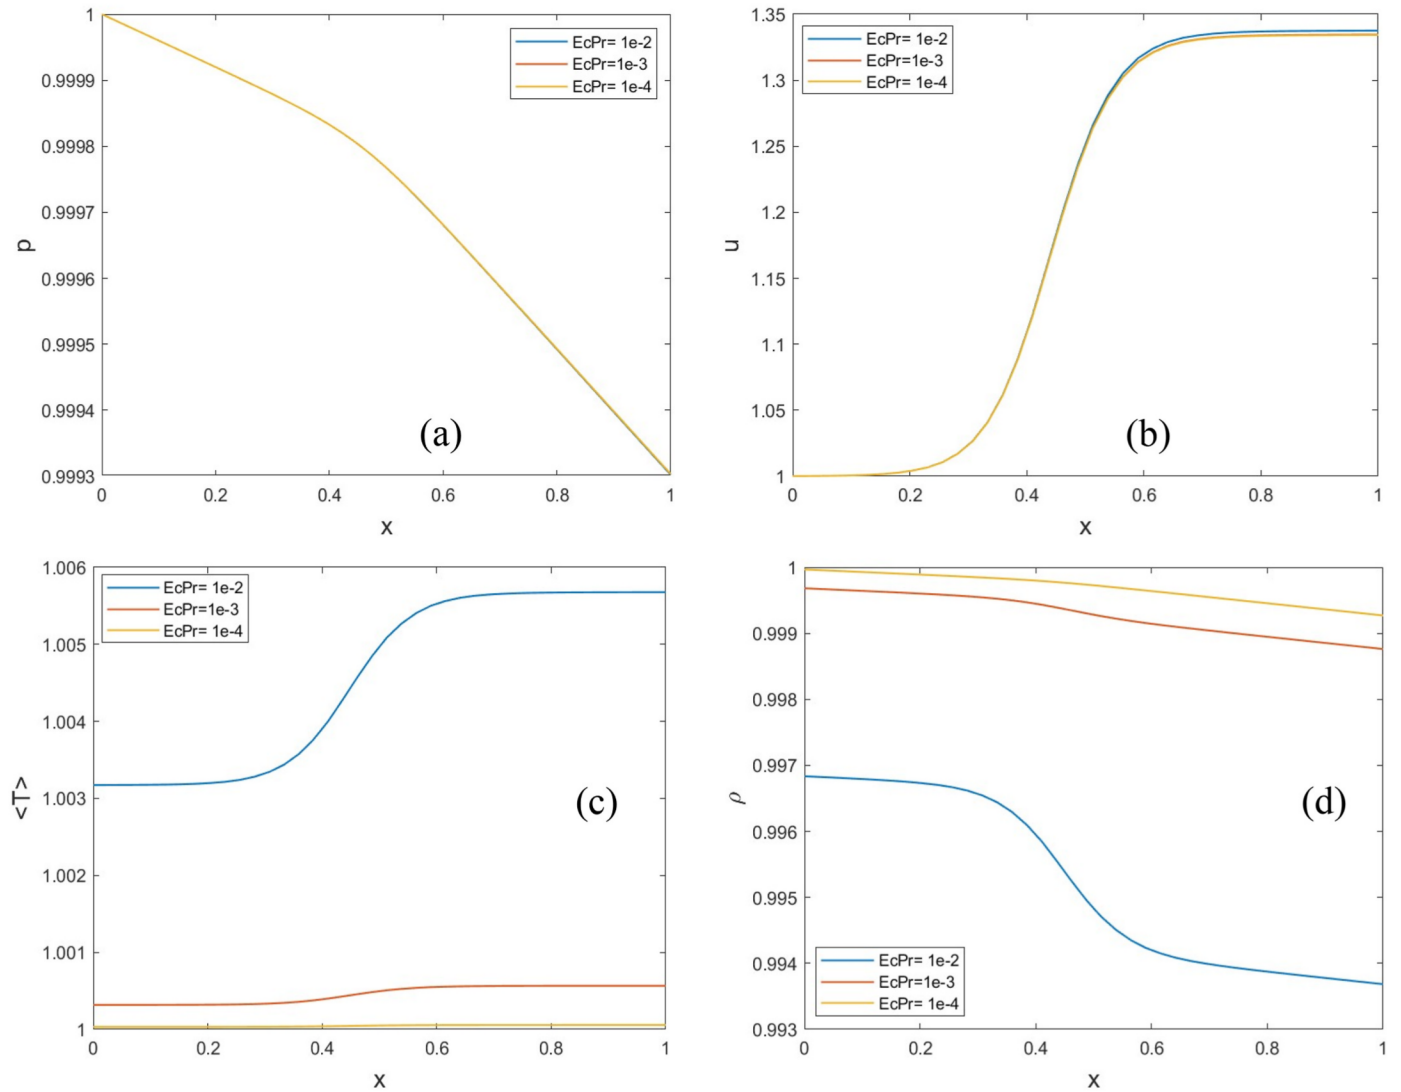 1
0.9999
0.9998
0.9997
0.9996
0.9995
0.9994
0.9993
p
0
0.2
0.4
0.6
0.8
1
x
EcPr= 1e-2
EcPr=1e-3
EcPr= 1e-4
(a)
1.35
1.3
1.25
1.2
1.15
1.1
1.05
1
u
0
0.2
0.4
0.6
0.8
1
x
EcPr= 1e-2
EcPr=1e-3
EcPr= 1e-4
(b)
1.006
1.005
1.004
1.003
1.002
1.001
1
<T>
0
0.2
0.4
0.6
0.8
1
x
EcPr= 1e-2
EcPr=1e-3
EcPr= 1e-4
(c)
1
0.999
0.998
0.997
0.996
0.995
0.994
0.993
ρ
0
0.2
0.4
0.6
0.8
1
x
EcPr= 1e-2
EcPr=1e-3
EcPr= 1e-4
(d)